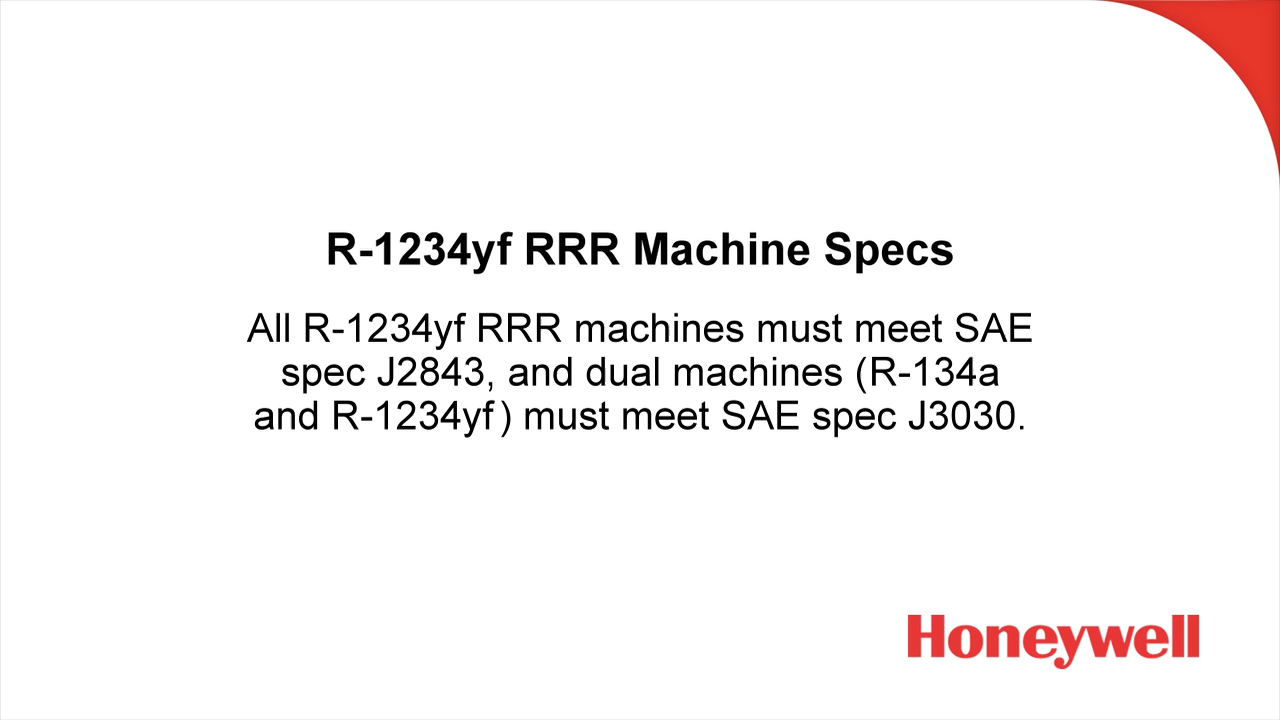 R-1234yf RRR Machine Specs
All R-1234yf RRR machines must meet SAE
spec J2843, and dual machines (R-134a
and R-1234yf) must meet SAE spec J3030.
Honeywell